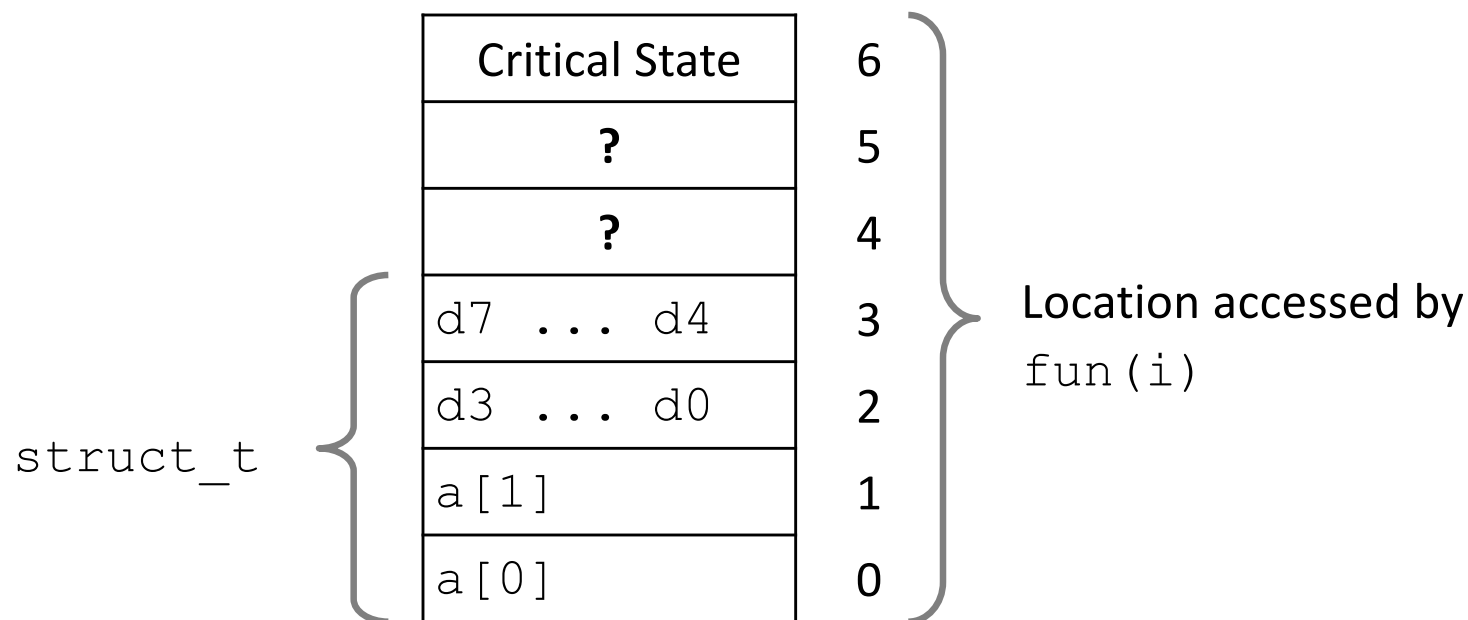 Critical State 6
? 5
? 4
d7 ... d4 3
d3 ... d0 2
a[1] 1
a[0] 0
struct_t
Location accessed by
fun(i)